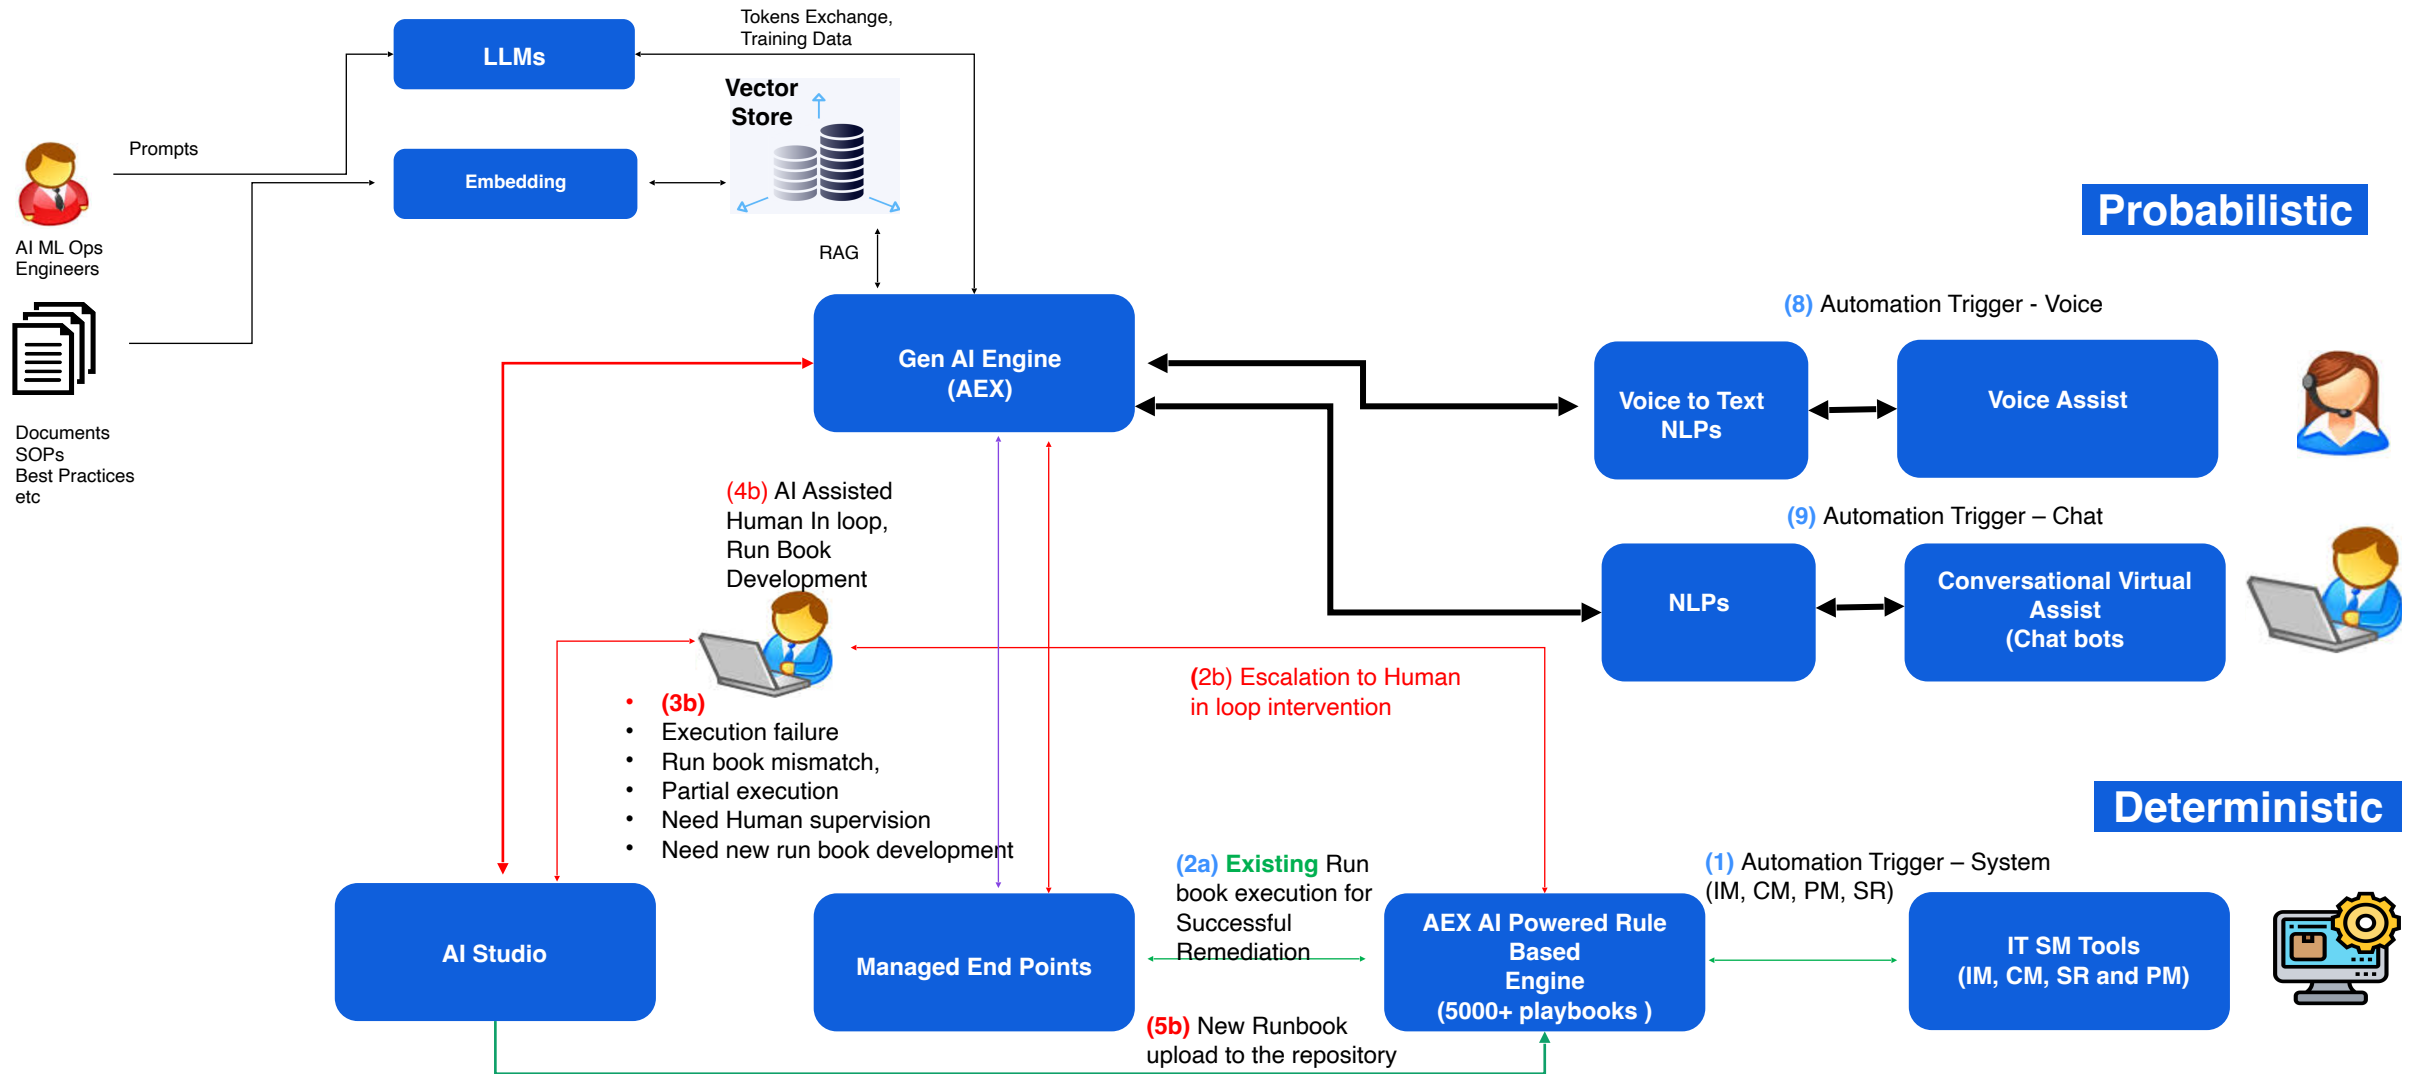 Tokens Exchange,
Training Data
LLMs
Vector
Store
Prompts
Embedding
AI ML Ops
Engineers
RAG
Documents
SOPs
Best Practices
etc
Probabilistic
Gen AI Engine
(AEX)
(8) Automation Trigger - Voice
Voice to Text
NLPs
Voice Assist
(4b) AI Assisted
Human In loop,
Run Book
Development
(9) Automation Trigger – Chat
NLPs
Conversational Virtual
Assist
(Chat bots
(2b) Escalation to Human
in loop intervention
• (3b)
• Execution failure
• Run book mismatch,
• Partial execution
• Need Human supervision
• Need new run book development
Deterministic
(2a) Existing Run
book execution for
Successful
Remediation
(1) Automation Trigger – System
(IM, CM, PM, SR)
AI Studio
Managed End Points
AEX AI Powered Rule
Based
Engine
(5000+ playbooks )
IT SM Tools
(IM, CM, SR and PM)
(5b) New Runbook
upload to the repository